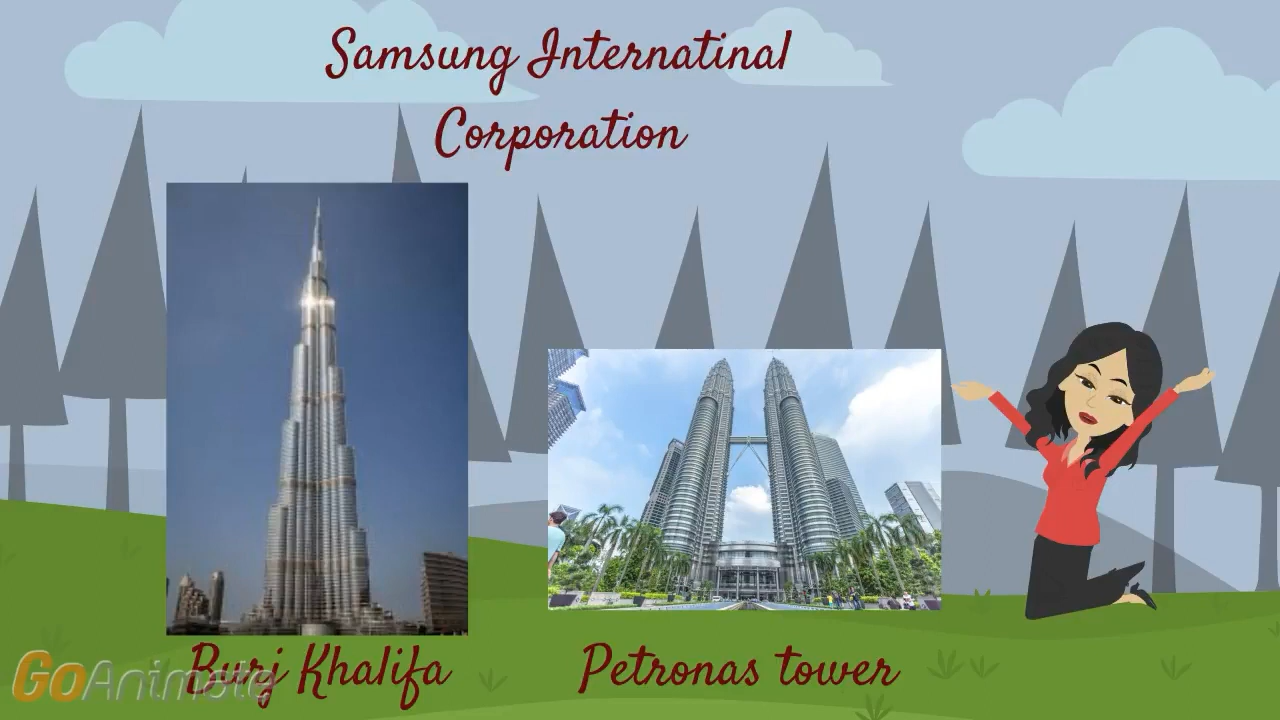 Samsung Internatinal
Corporation
Burj Khalifa
Petronas tower
GoAnimate